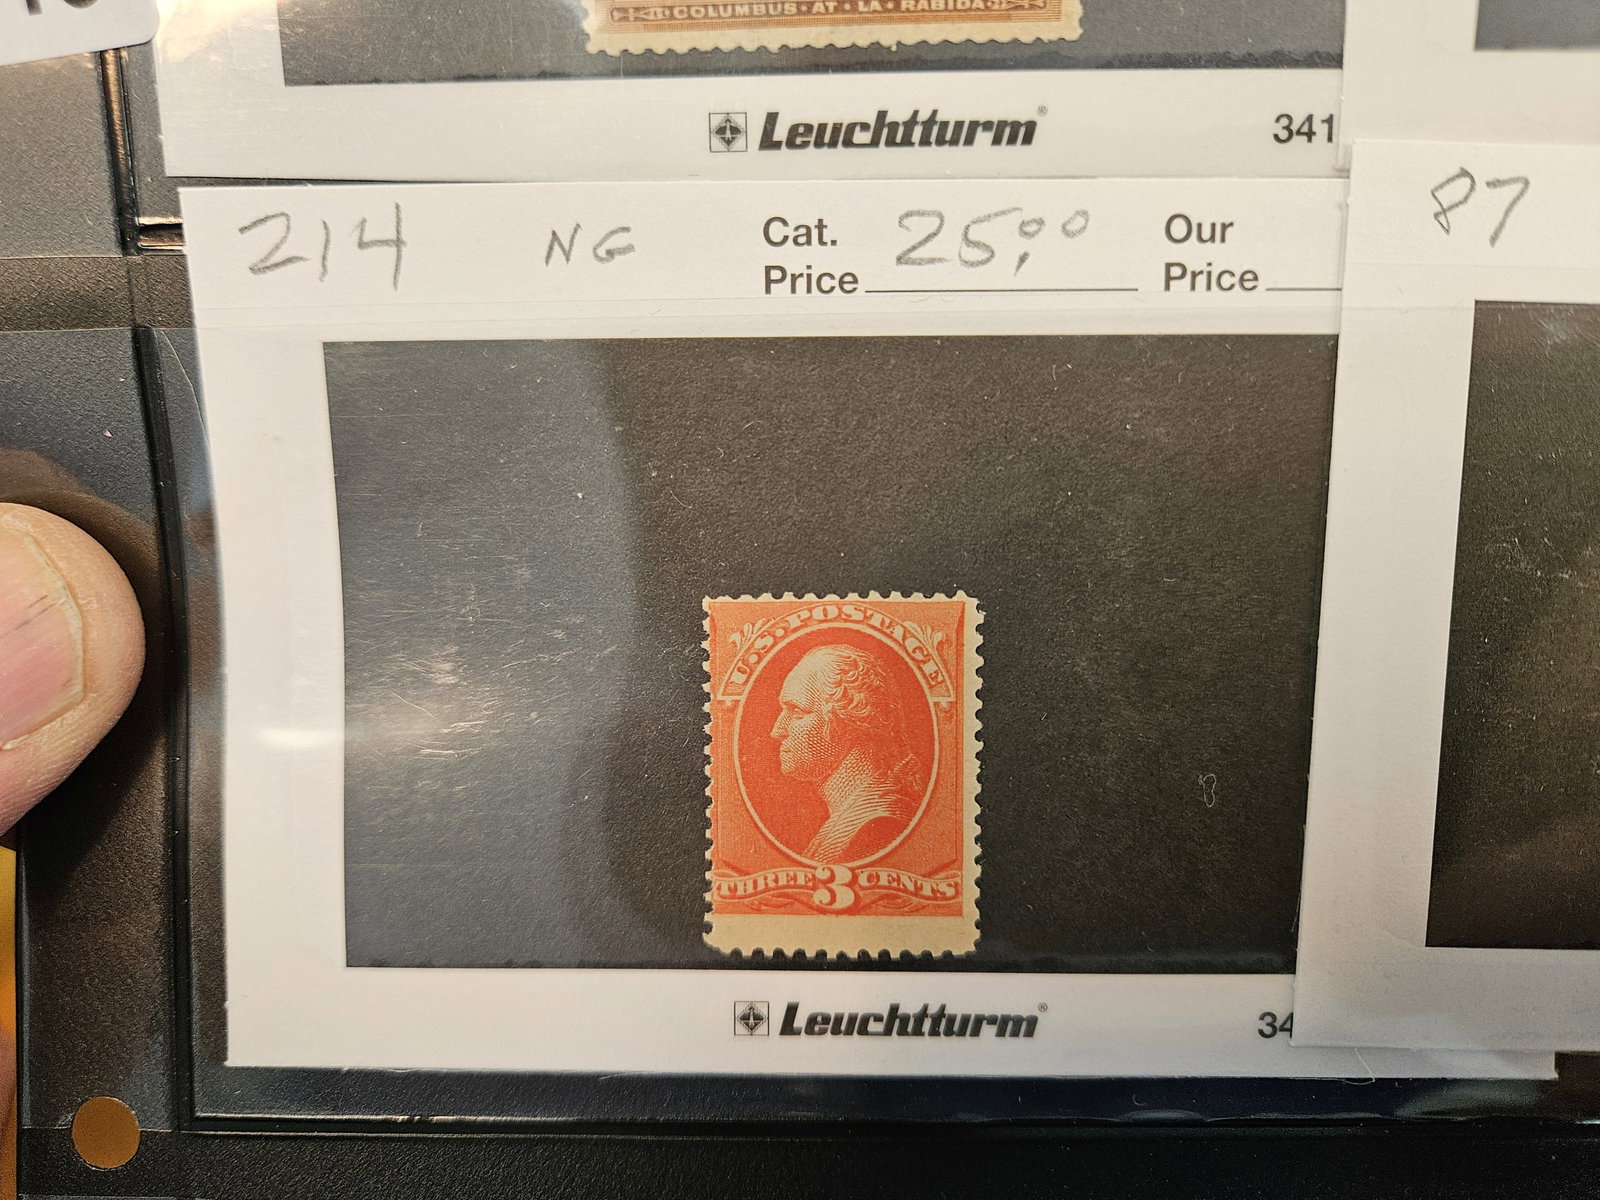 COLUMBUS·AT·LA·RABIDA
Leuchtturm®
341
214 NG Cat. Price 25.00 Our Price
87
U.S. POSTAGE
THREE 3 CENTS
Leuchtturm®
34